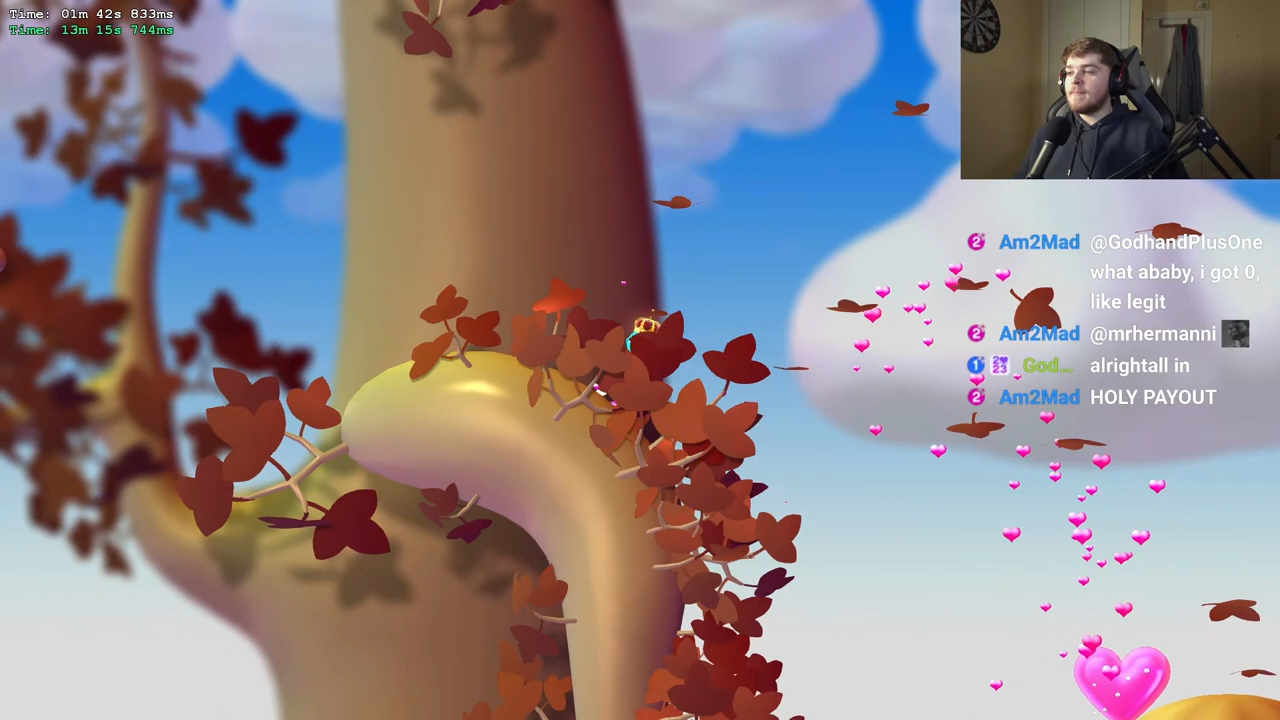 Time: 01m 42s 833ms
Time: 13m 15s 744ms
Am2Mad @GodhandPlusOne
what ababy, i got 0,
like legit
Am2Mad @mrhermanni
God... alrightall in
Am2Mad HOLY PAYOUT